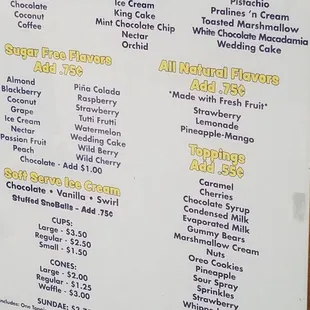 Chocolate
Coconut
Coffee
Ice Cream
King Cake
Mint Chocolate Chip
Nectar
Orchid
Pistachio
Pralines 'n Cream
Toasted Marshmallow
White Chocolate Macadamia
Wedding Cake
Sugar Free Flavors
Add .75¢
Almond
Blackberry
Coconut
Grape
Ice Cream
Nectar
Passion Fruit
Peach
Piña Colada
Raspberry
Strawberry
Tutti Frutti
Watermelon
Wedding Cake
Wild Berry
Wild Cherry
Chocolate - Add $1.00
Soft Serve Ice Cream
Chocolate • Vanilla • Swirl
Stuffed SnoBalls - Add .75¢
CUPS:
Large - $3.50
Regular - $2.50
Small - $1.50
CONES:
Large - $2.00
Regular - $1.25
Waffle - $3.00
SUNDAE:
All Natural Flavors
Add .75¢
*Made with Fresh Fruit*
Strawberry
Lemonade
Pineapple-Mango
Toppings
Add .55¢
Caramel
Cherries
Chocolate Syrup
Condensed Milk
Evaporated Milk
Gummy Bears
Marshmallow Cream
Nuts
Oreo Cookies
Pineapple
Sour Spray
Sprinkles
Strawberry